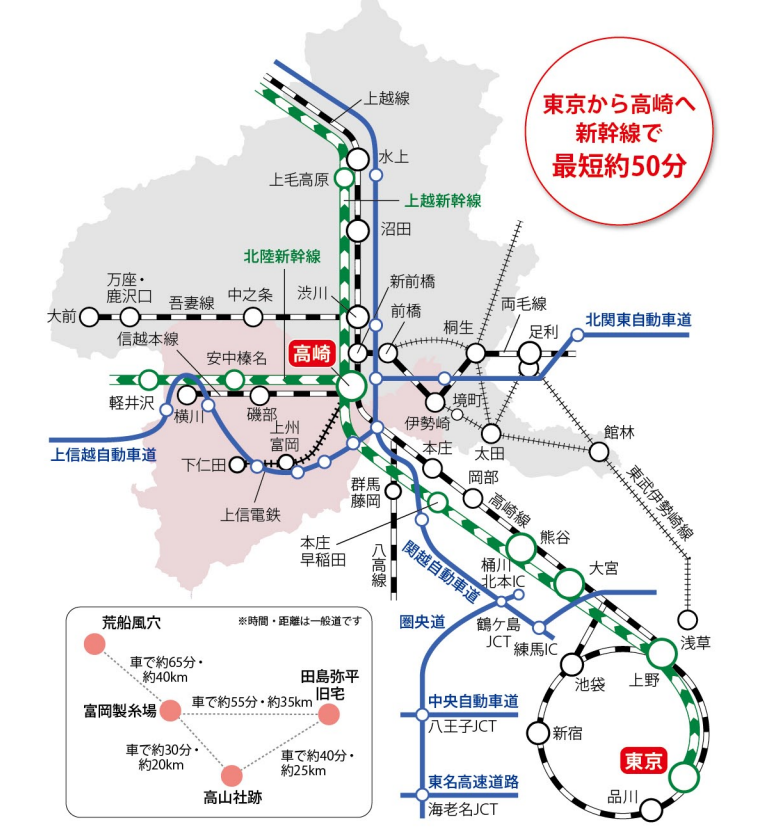 東京から高崎へ
新幹線で
最短約50分
上越線
水上
上毛高原
上越新幹線
沼田
北陸新幹線
新前橋
万座・
鹿沢口
吾妻線
中之条
渋川
前橋
大前
桐生
両毛線
足利
北関東自動車道
信越本線
安中榛名
高崎
軽井沢
横川
磯部
境町
伊勢崎
上州
富岡
太田
館林
上信越自動車道
下仁田
本庄
岡部
高崎線
東武伊勢崎線
群馬
藤岡
上信電鉄
本庄
早稲田
八高線
熊谷
関越自動車道
桶川
北本IC
大宮
圏央道
鶴ケ島
JCT
練馬IC
浅草
上野
池袋
中央自動車道
八王子JCT
新宿
東京
東名高速道路
海老名JCT
品川
荒船風穴
※時間・距離は一般道です
車で約65分・
約40km
田島弥平
旧宅
富岡製糸場
車で約55分・約35km
車で約30分・
約20km
車で約40分・
約25km
高山社跡